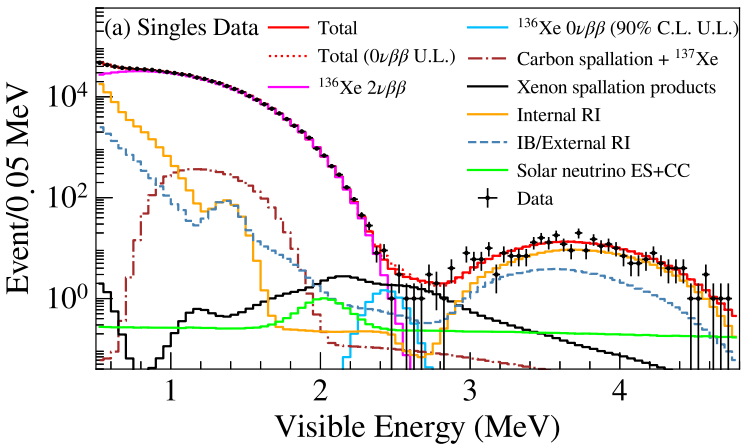 (a) Singles Data
Total
Total (0νββ U.L.)
¹³⁶Xe 2νββ
¹³⁶Xe 0νββ (90% C.L. U.L.)
Carbon spallation + ¹³⁷Xe
Xenon spallation products
Internal RI
IB/External RI
Solar neutrino ES+CC
Data
Event/0.05 MeV
10⁴
10²
10⁰
1 2 3 4
Visible Energy (MeV)